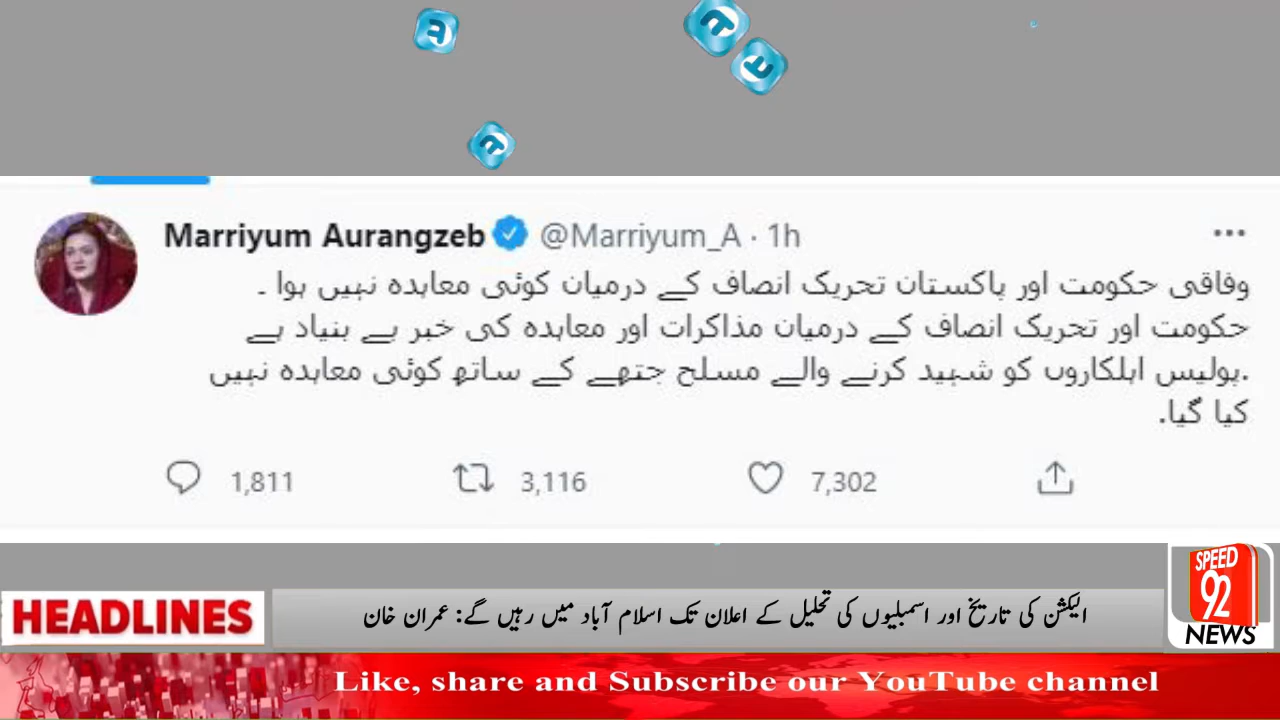 Marriyum Aurangzeb @Marriyum_A · 1h
وفاقی حکومت اور پاکستان تحریک انصاف کے درمیان کوئی معاہدہ نہیں ہوا ۔
حکومت اور تحریک انصاف کے درمیان مذاکرات اور معاہدہ کی خبر بے بنیاد ہے
.پولیس اہلکاروں کو شہید کرنے والے مسلح جتھے کے ساتھ کوئی معاہدہ نہیں
کیا گیا.
1,811 3,116 7,302
SPEED
92
NEWS
HEADLINES
الیکشن کی تاریخ اور اسمبلیوں کی تحلیل کے اعلان تک اسلام آباد میں رہیں گے: عمران خان
Like, share and Subscribe our YouTube channel